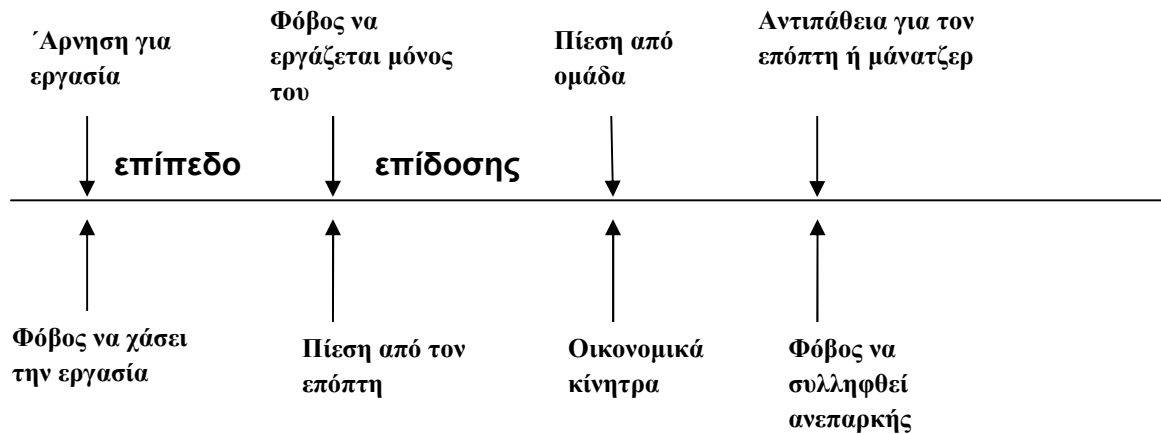 ΄Αρνηση για
εργασία
Φόβος να
εργάζεται μόνος
του
Πίεση από
ομάδα
Αντιπάθεια για τον
επόπτη ή μάνατζερ
επίπεδο επίδοσης
Φόβος να χάσει
την εργασία
Πίεση από τον
επόπτη
Οικονομικά
κίνητρα
Φόβος να
συλληφθεί
ανεπαρκής